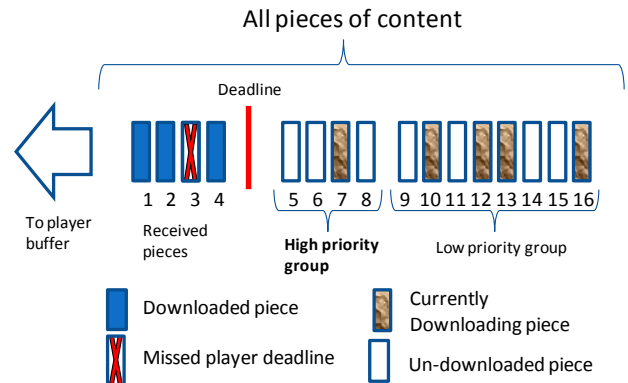 All pieces of content
Deadline
1 2 3 4 5 6 7 8 9 10 11 12 13 14 15 16
To player
buffer
Received
pieces
High priority
group
Low priority group
Downloaded piece
Currently
Downloading piece
Missed player deadline
Un-downloaded piece